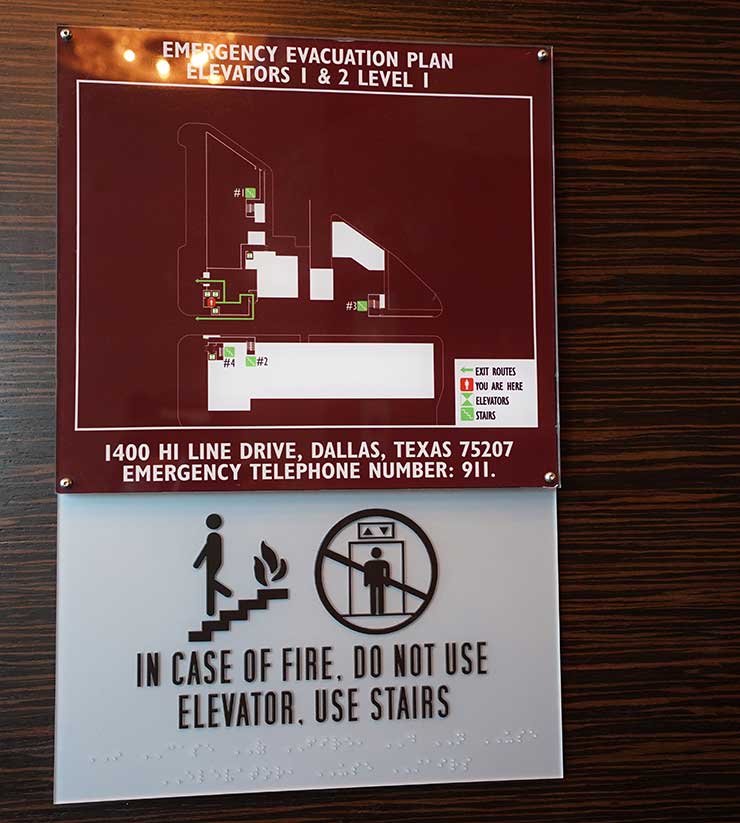 EMERGENCY EVACUATION PLAN
ELEVATORS 1 & 2 LEVEL 1
#1
#3
#4
#2
EXIT ROUTES
YOU ARE HERE
ELEVATORS
STAIRS
1400 HI LINE DRIVE, DALLAS, TEXAS 75207
EMERGENCY TELEPHONE NUMBER: 911.
IN CASE OF FIRE, DO NOT USE
ELEVATOR, USE STAIRS